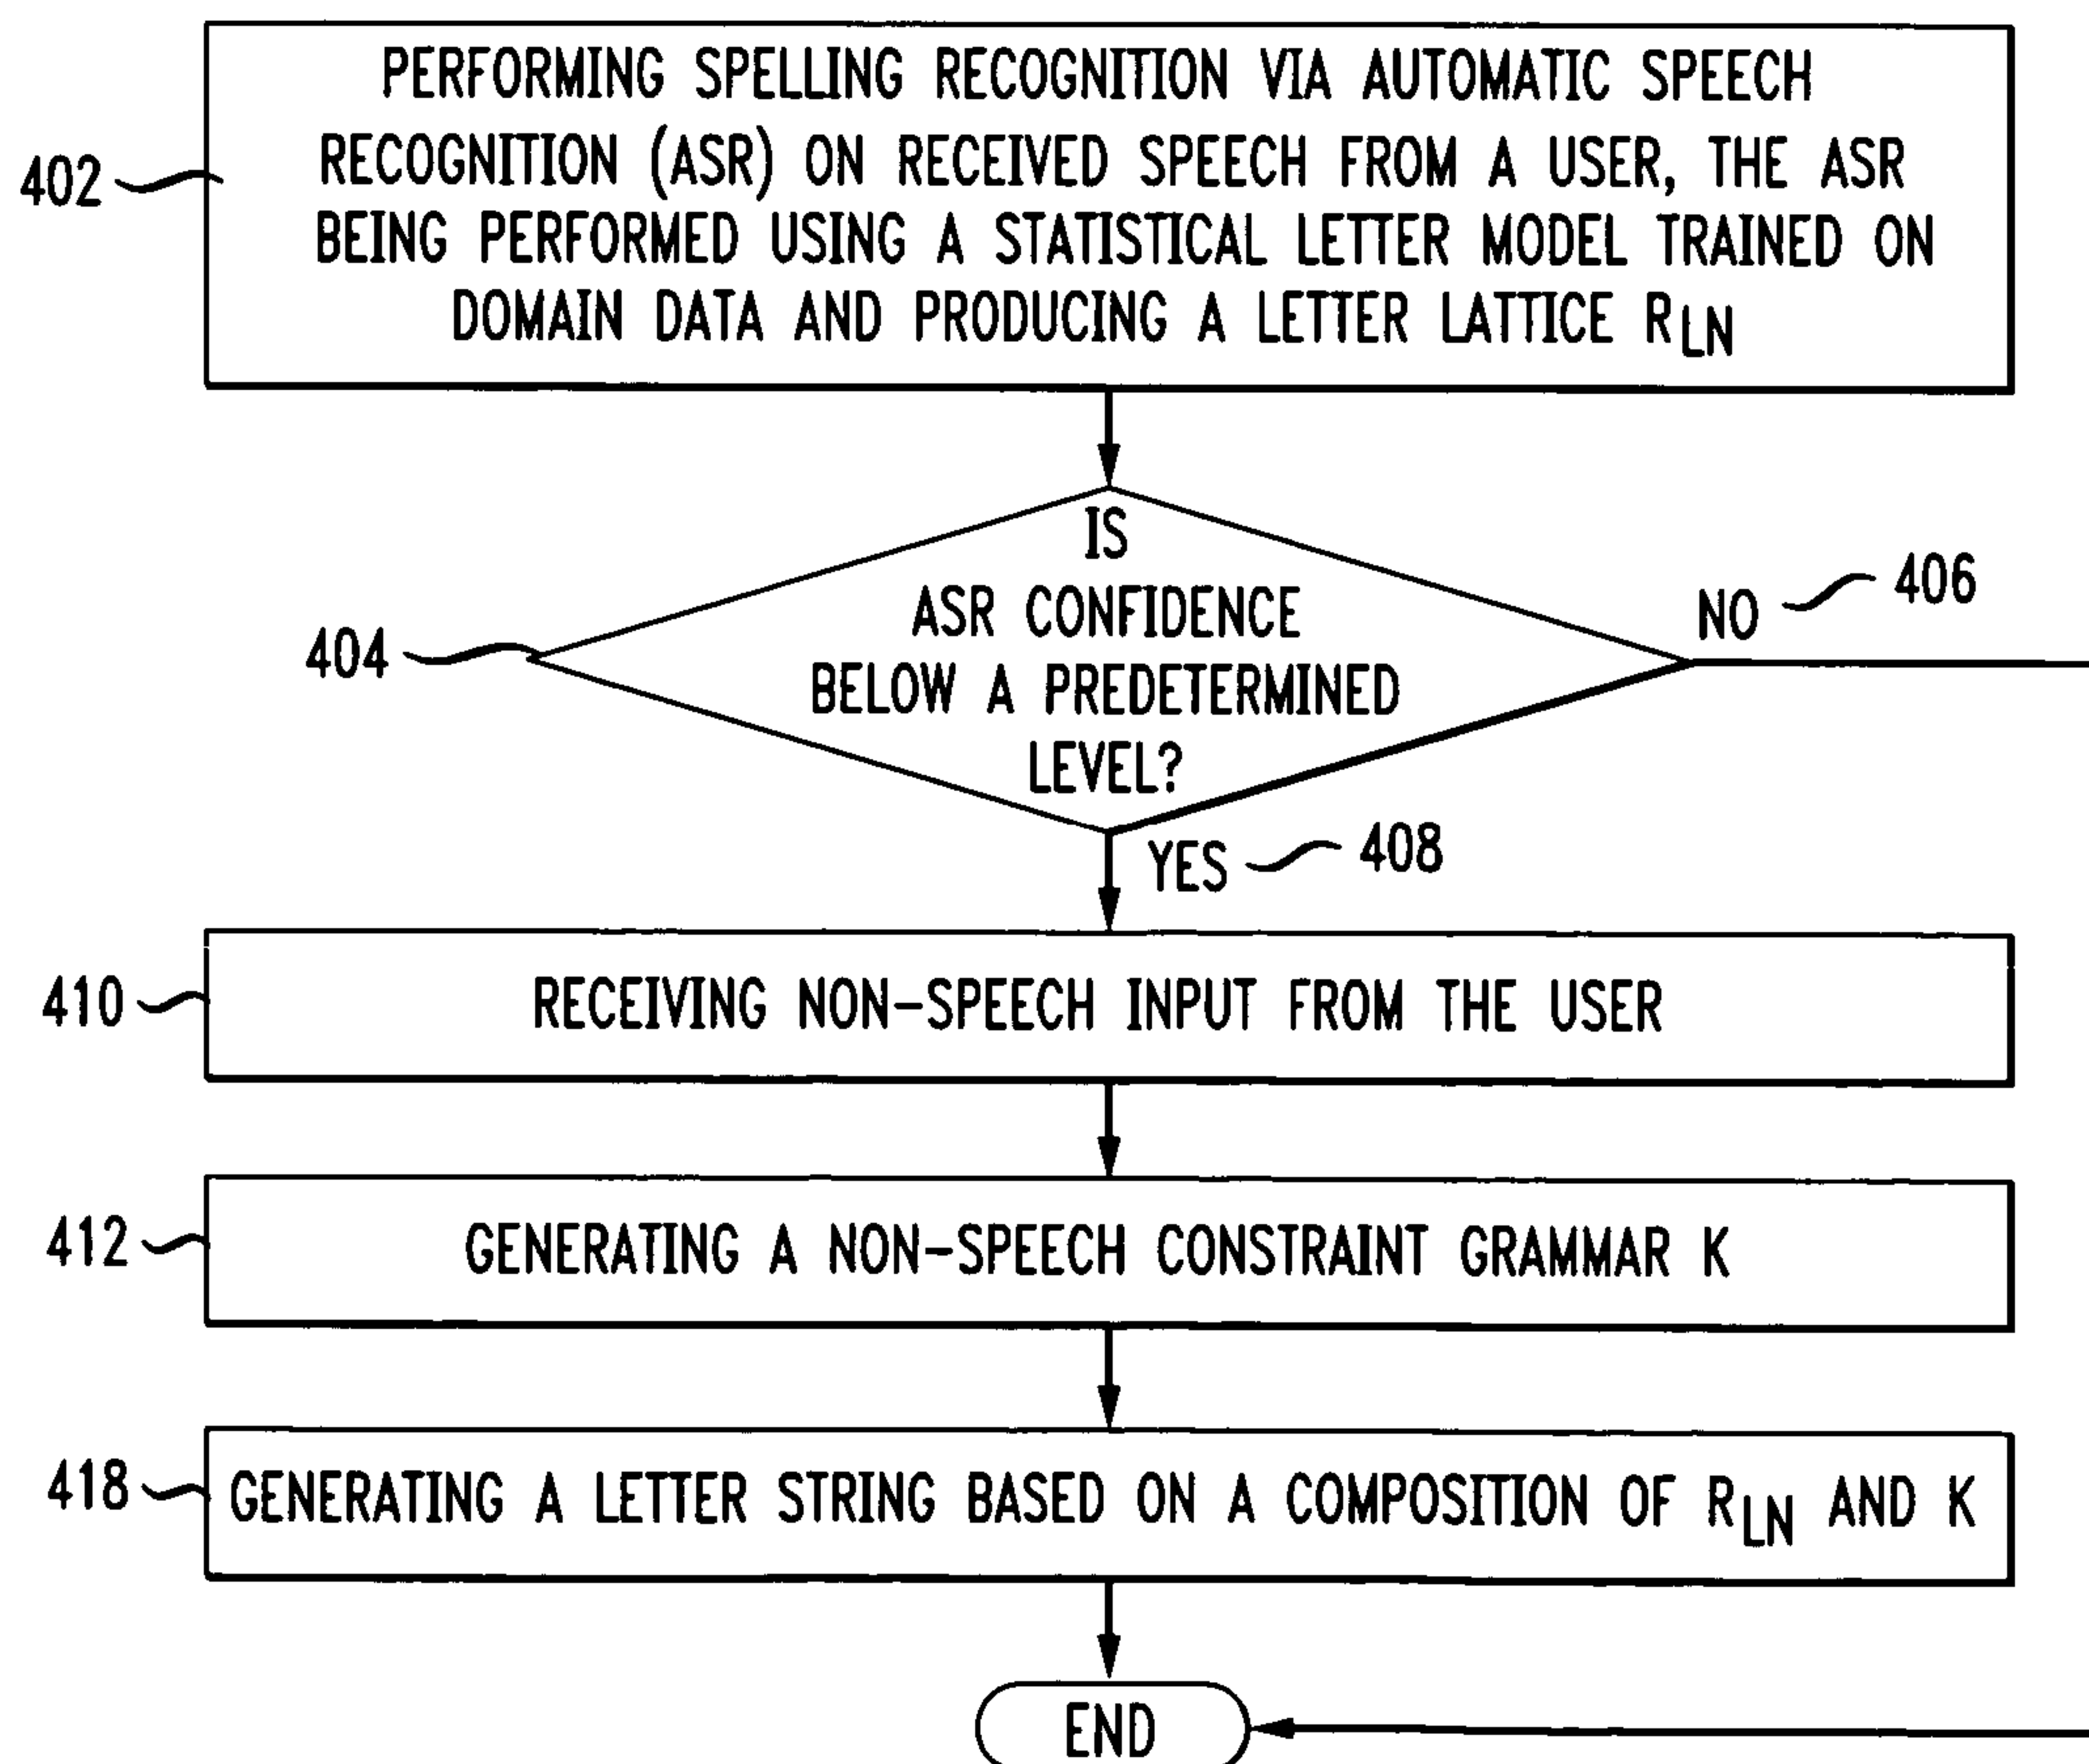 PERFORMING SPELLING RECOGNITION VIA AUTOMATIC SPEECH
RECOGNITION (ASR) ON RECEIVED SPEECH FROM A USER, THE ASR
402
BEING PERFORMED USING A STATISTICAL LETTER MODEL TRAINED ON
DOMAIN DATA AND PRODUCING A LETTER LATTICE RLN
IS
ASR CONFIDENCE
BELOW A PREDETERMINED
LEVEL?
404
NO
406
YES
408
410
RECEIVING NON-SPEECH INPUT FROM THE USER
412
GENERATING A NON-SPEECH CONSTRAINT GRAMMAR K
418
GENERATING A LETTER STRING BASED ON A COMPOSITION OF RLN AND K
END